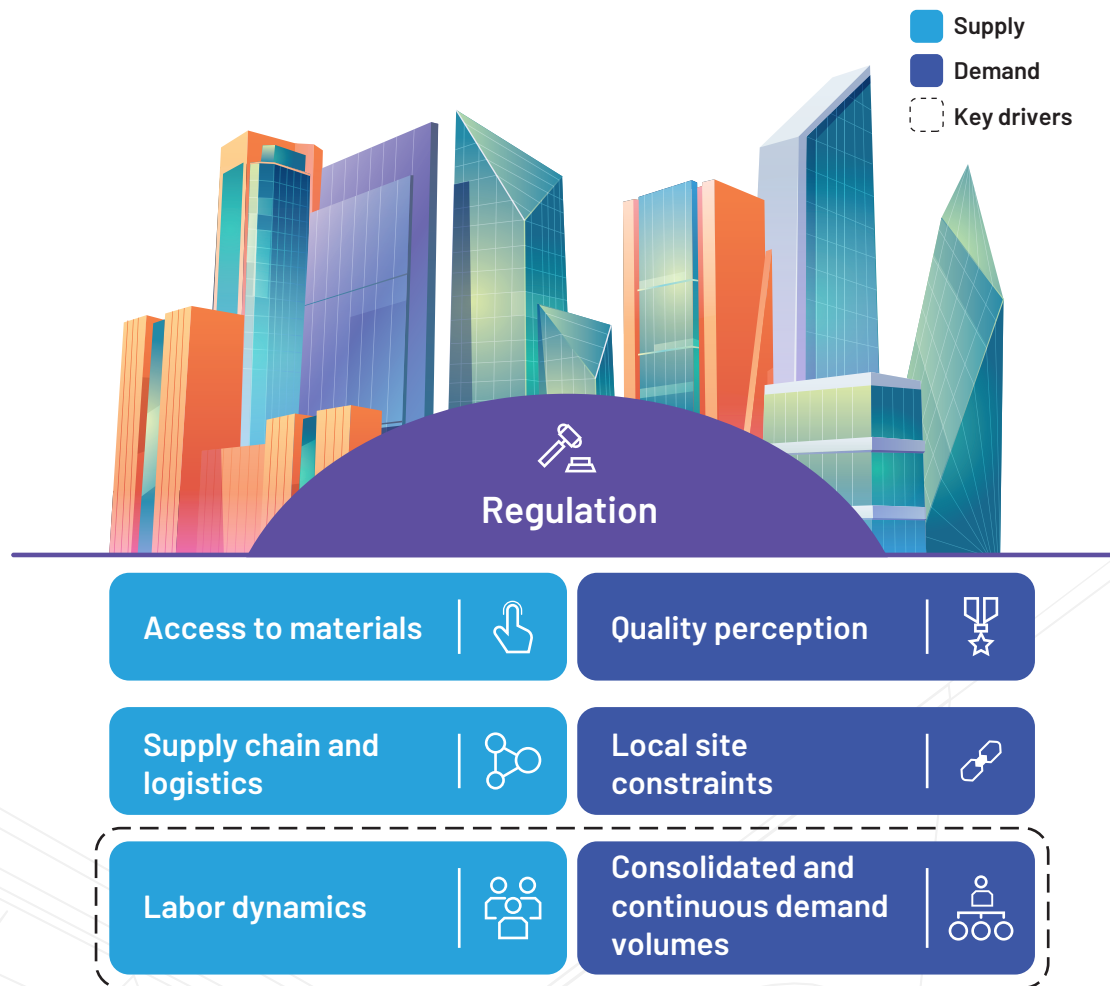 Supply
Demand
Key drivers
Regulation
Access to materials
Quality perception
Supply chain and
logistics
Local site
constraints
Labor dynamics
Consolidated and
continuous demand
volumes